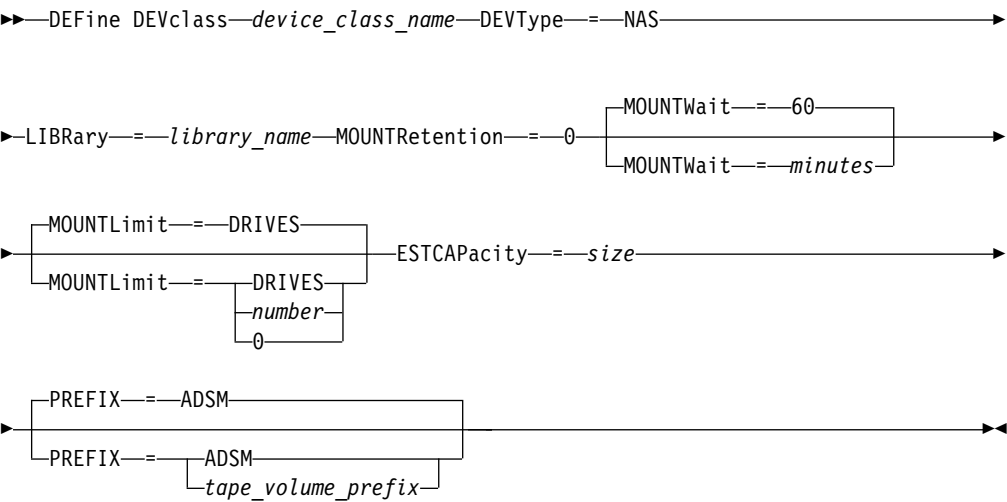 DEFine DEVclass device_class_name DEVType = NAS
MOUNTWait = 60
LIBRary = library_name MOUNTRetention = 0
MOUNTWait = minutes
MOUNTLimit = DRIVES
ESTCAPacity = size
MOUNTLimit = DRIVES
number
0
PREFIX = ADSM
PREFIX = ADSM
tape_volume_prefix